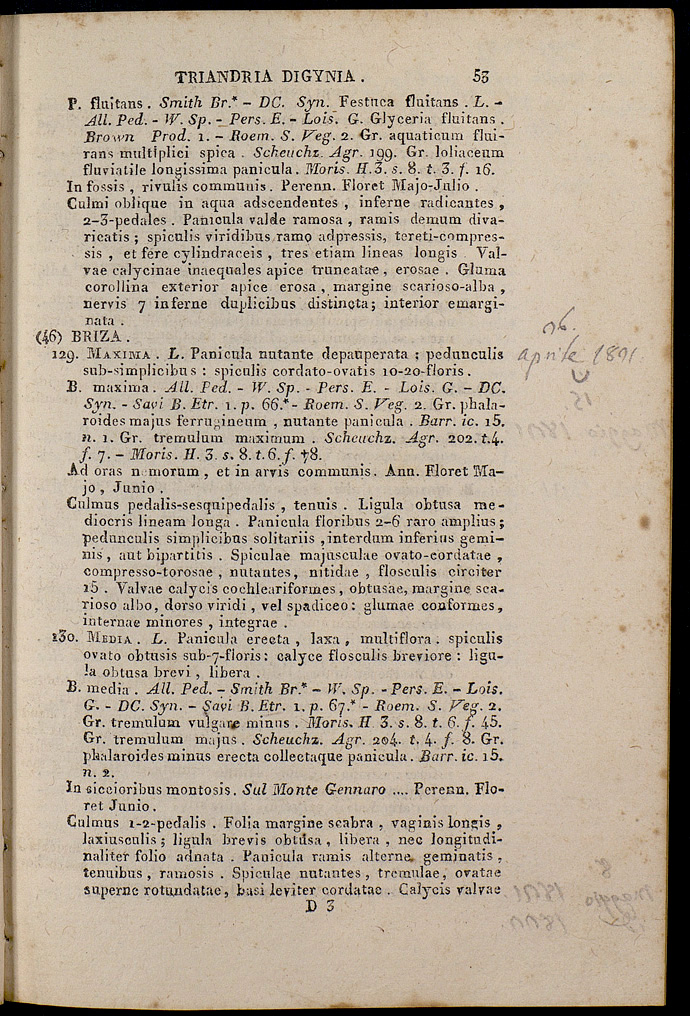 TRIANDRIA DIGYNIA . 53
P. fluitans . Smith Br.* - DC. Syn. Festuca fluitans . L. -
All. Ped. - W. Sp. - Pers. E. - Lois. G. Glyceria fluitans .
Brown Prod. 1. - Roem. S. Veg. 2. Gr. aquaticum flui-
rans multiplici spica . Scheuchz. Agr. 199. Gr. loliaceum
fluviatile longissima panicula . Moris. H. 3. s. 8. t. 3. f. 16.
In fossis , rivulis communis . Perenn. Floret Majo-Julio .
Culmi oblique in aqua adscendentes , inferne radicantes ,
2-3-pedales . Panicula valde ramosa , ramis demum diva-
ricatis ; spiculis viridibus ramo adpressis, tereti-compres-
sis , et fere cylindraceis , tres etiam lineas longis . Val-
vae calycinae inaequales apice truncatae , erosae . Gluma
corollina exterior apice erosa , margine scarioso-alba ,
nervis 7 inferne duplicibus distincta; interior emargi-
nata .
(46) BRIZA .
129. MAXIMA . L. Panicula nutante depauperata ; pedunculis
sub-simplicibus : spiculis cordato-ovatis 10-20-floris .
B. maxima . All. Ped. - W. Sp. - Pers. E. - Lois. G. - DC.
Syn. - Savi B. Etr. 1. p. 66.* - Roem. S. Veg. 2. Gr. phala-
roides majus ferrugineum , nutante panicula . Barr. ic. 15.
n. 1. Gr. tremulum maximum . Scheuchz. Agr. 202. t.4.
f. 7. - Moris. H. 3. s. 8. t. 6. f. 48.
Ad oras nemorum , et in arvis communis. Ann. Floret Ma-
jo , Junio .
Culmus pedalis-sesquipedalis , tenuis . Ligula obtusa me-
diocris lineam longa . Panicula floribus 2-6 raro amplius ;
pedunculis simplicibus solitariis , interdum inferius gemi-
nis , aut bipartitis . Spiculae majusculae ovato-cordatae ,
compresso-torosae , nutantes, nitidae , flosculis circiter
15 . Valvae calycis cochleariformes, obtusae, margine sca-
rioso albo, dorso viridi , vel spadiceo : glumae conformes,
internae minores , integrae .
130. MEDIA . L. Panicula erecta , laxa , multiflora . spiculis
ovato obtusis sub-7-floris: calyce flosculis breviore : ligu-
la obtusa brevi , libera .
B. media . All. Ped. - Smith Br.* - W. Sp. - Pers. E. - Lois.
G. - DC. Syn. - Savi B. Etr. 1. p. 67.* - Roem. S. Veg. 2.
Gr. tremulum vulgare minus . Moris. H. 3. s. 8. t. 6. f. 45.
Gr. tremulum majus . Scheuchz. Agr. 204. t. 4. f. 8. Gr.
phalaroides minus erecta collectaque panicula . Barr. ic. 15.
n. 2.
In siccioribus montosis. Sul Monte Gennaro .... Perenn. Flo-
ret Junio .
Culmus 1-2-pedalis . Folia margine scabra , vaginis longis ,
laxiusculis ; ligula brevis obtusa , libera , nec longitudi-
naliter folio adnata . Panicula ramis alterne geminatis ,
tenuibus , ramosis . Spiculae nutantes , tremulae , ovatae
superne rotundatae , basi leviter cordatae . Calycis valvae
D 3
aprile 1891